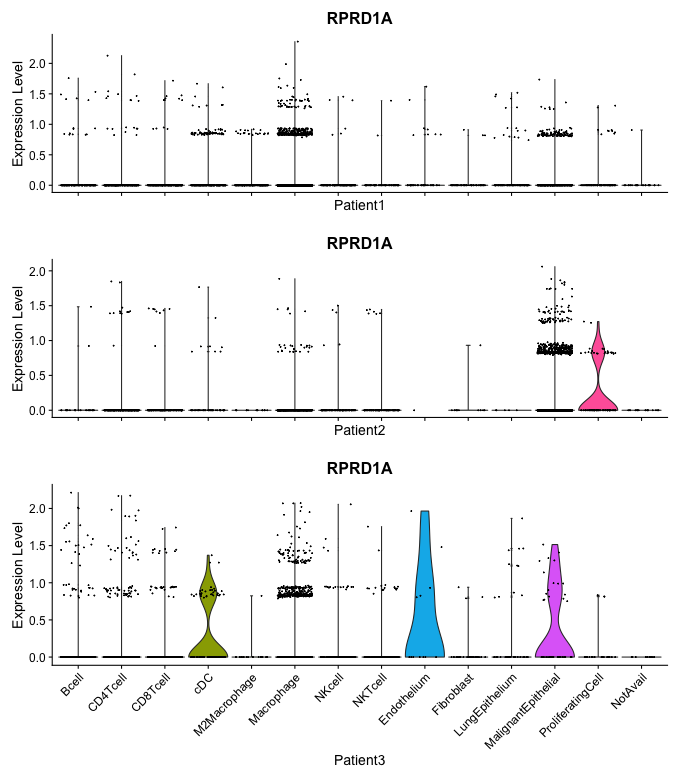 RPRD1A
Expression Level
2.0
1.5
1.0
0.5
0.0
Patient1
RPRD1A
Expression Level
2.0
1.5
1.0
0.5
0.0
Patient2
RPRD1A
Expression Level
2.0
1.5
1.0
0.5
0.0
Bcell
CD4Tcell
CD8Tcell
cDC
M2Macrophage
Macrophage
NKcell
NKTcell
Endothelium
Fibroblast
LungEpithelium
MalignantEpithelial
ProliferatingCell
NotAvail
Patient3